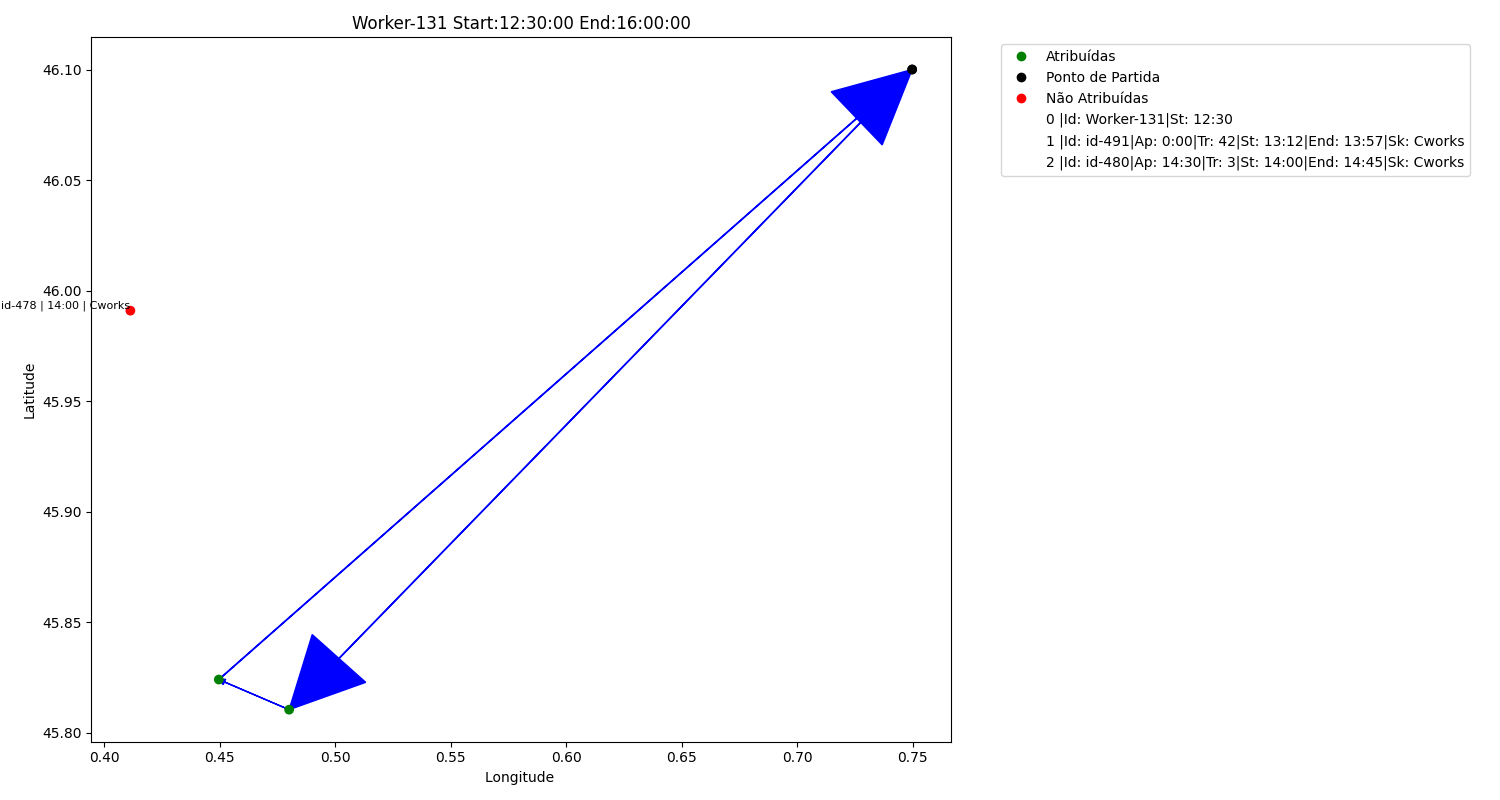 Worker-131 Start:12:30:00 End:16:00:00
46.10
46.05
46.00
45.95
45.90
45.85
45.80
Latitude
id-478 | 14:00 | Cworks
0.40 0.45 0.50 0.55 0.60 0.65 0.70 0.75
Longitude
Atribuídas
Ponto de Partida
Não Atribuídas
0 |Id: Worker-131|St: 12:30
1 |Id: id-491|Ap: 0:00|Tr: 42|St: 13:12|End: 13:57|Sk: Cworks
2 |Id: id-480|Ap: 14:30|Tr: 3|St: 14:00|End: 14:45|Sk: Cworks